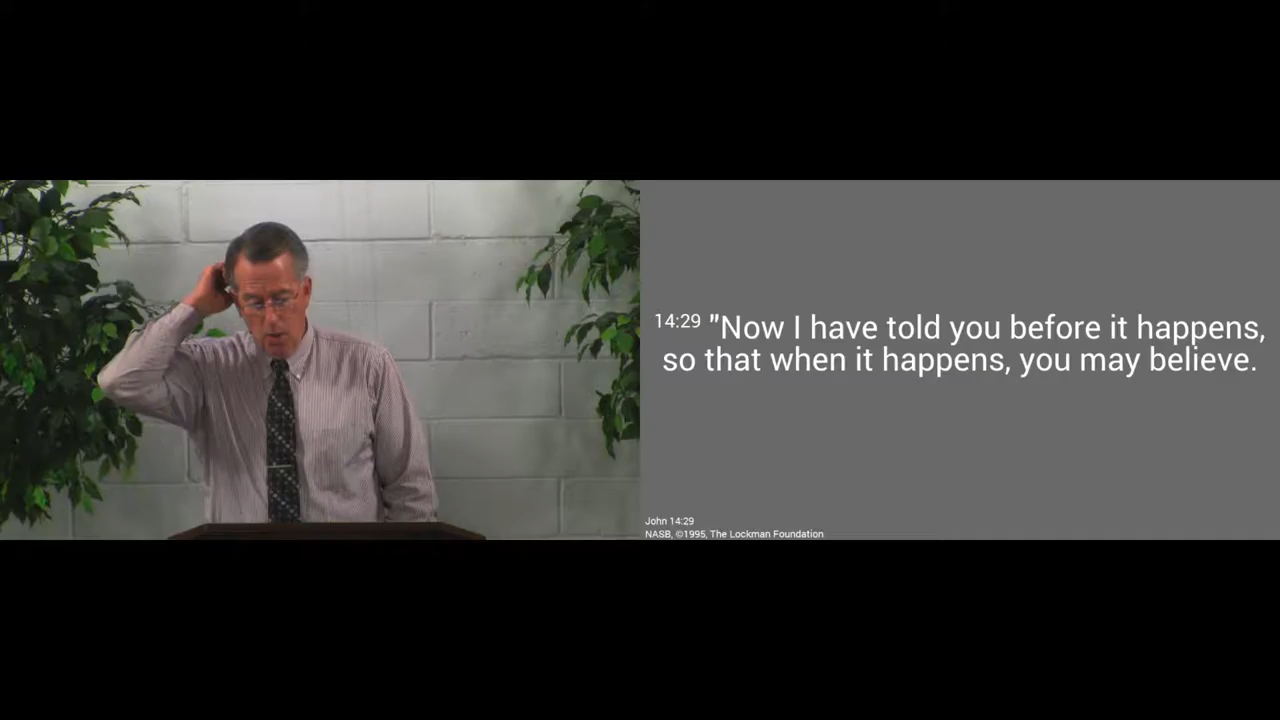 14:29 "Now I have told you before it happens,
so that when it happens, you may believe.
John 14:29
NASB, ©1995, The Lockman Foundation